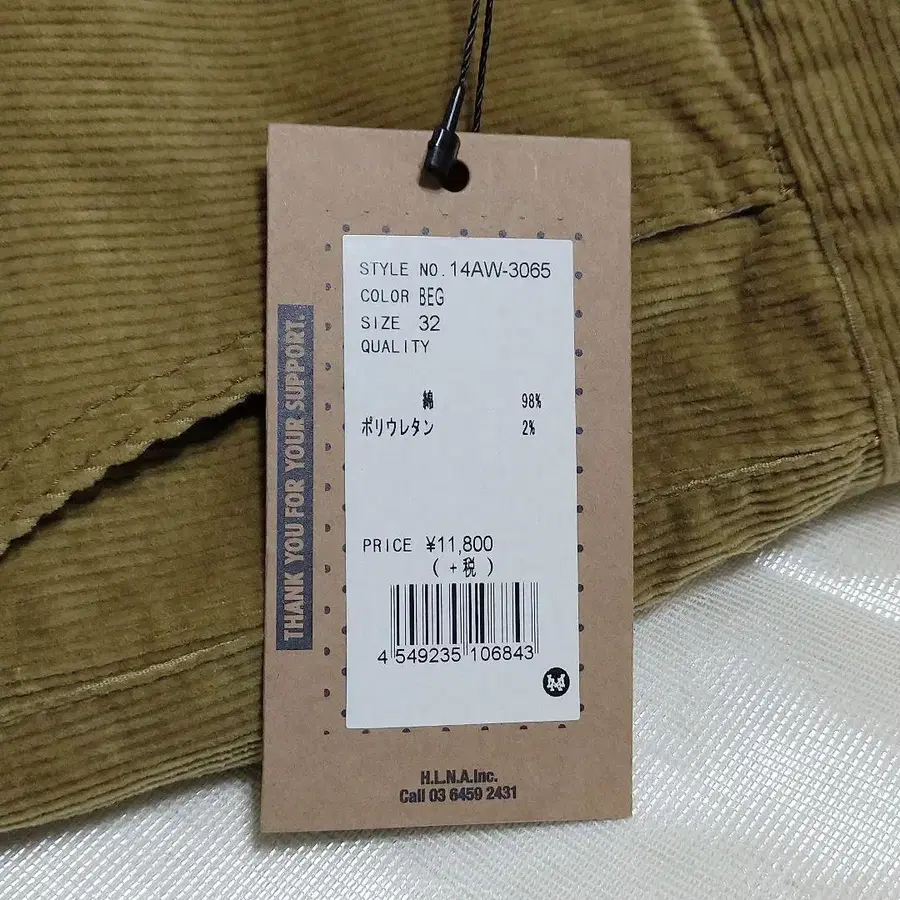 STYLE NO. 14AW-3065
COLOR BEG
SIZE 32
QUALITY
綿 98%
ポリウレタン 2%
PRICE ¥11,800
( + 税 )
4 549235 106843
THANK YOU FOR YOUR SUPPORT.
H.L.N.A.Inc.
Call 03 6459 2431